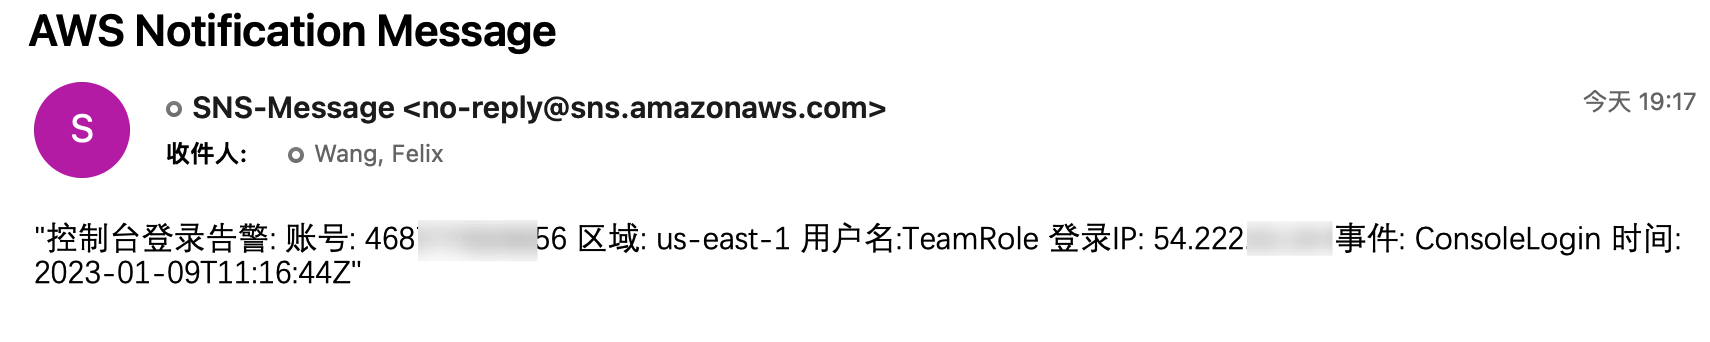 AWS Notification Message
S
SNS-Message <no-reply@sns.amazonaws.com>
今天 19:17
收件人: Wang, Felix
"控制台登录告警: 账号: 468 56 区域: us-east-1 用户名:TeamRole 登录IP: 54.222. 事件: ConsoleLogin 时间:
2023-01-09T11:16:44Z"